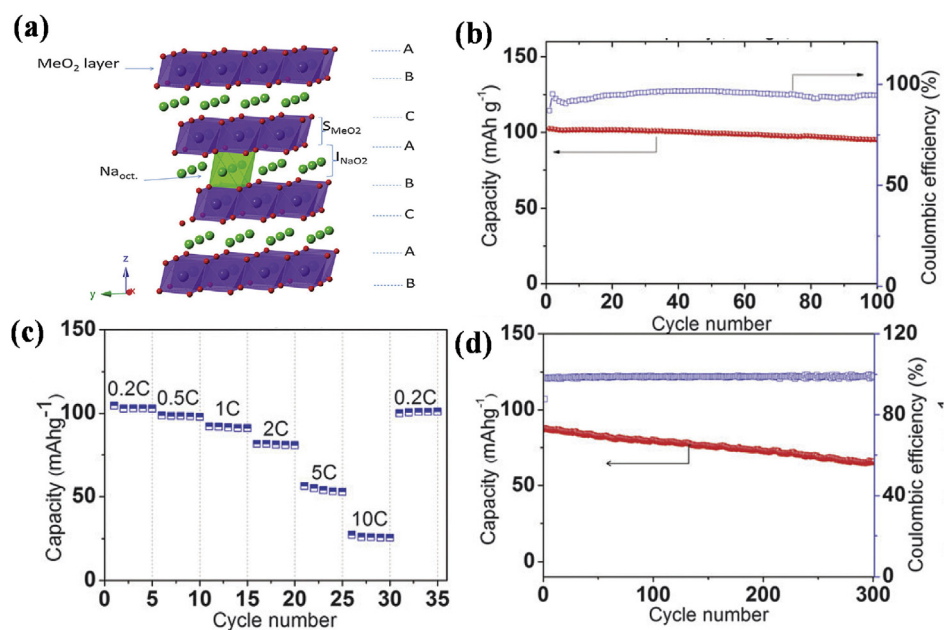 (a)
MeO2 layer
A
B
C
SMeO2
A
INaO2
Naoct.
B
C
z
A
y
x
B
(b)
150
125
100
75
50
25
0
Capacity (mAh g-1)
0
20
40
60
80
100
Cycle number
100
50
0
Coulombic efficiency (%)
(c)
150
100
50
0
Capacity (mAhg-1)
0.2C
0.5C
1C
2C
5C
10C
0.2C
0
5
10
15
20
25
30
35
Cycle number
(d)
150
100
50
0
Capacity (mAhg-1)
0
100
200
300
Cycle number
120
80
40
0
Coulombic efficiency (%)